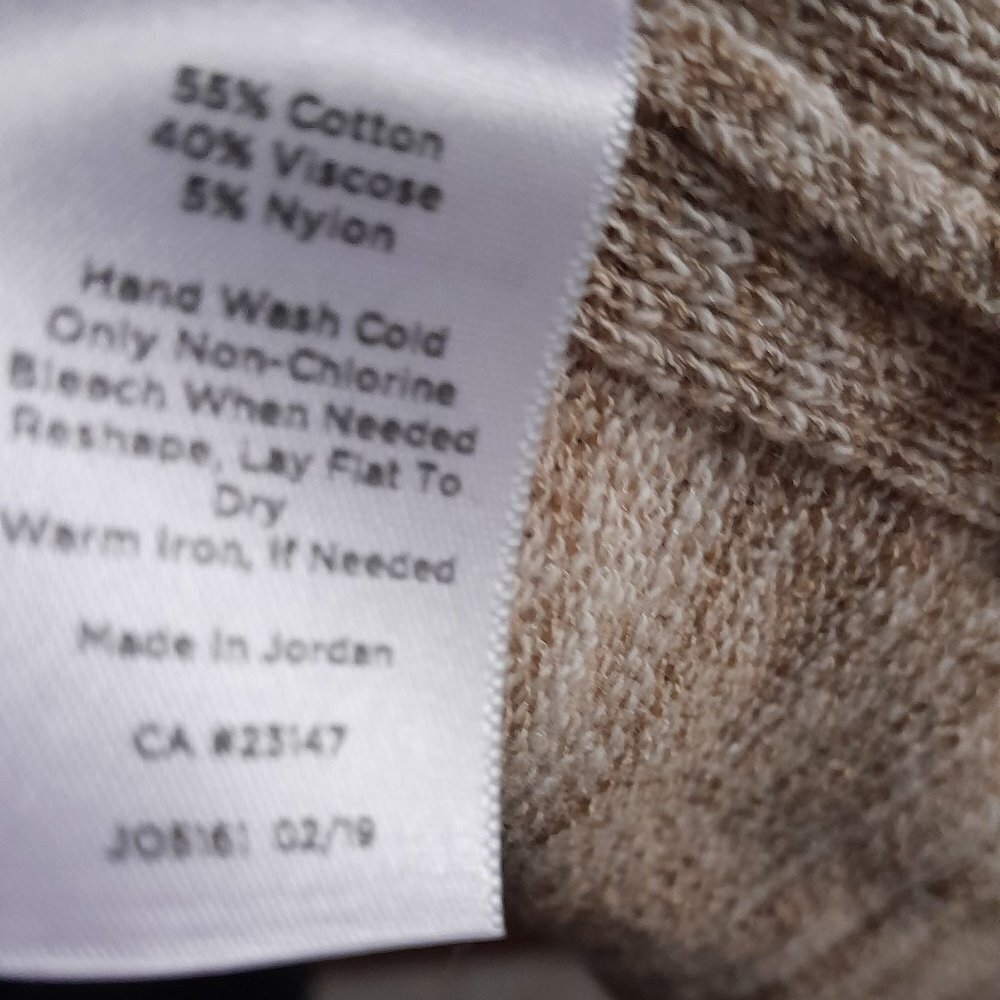 55% Cotton
40% Viscose
5% Nylon
Hand Wash Cold
Only Non-Chlorine
Bleach When Needed
Reshape, Lay Flat To
Dry
Warm Iron, If Needed
Made In Jordan
CA #23147
JO5161 02/19